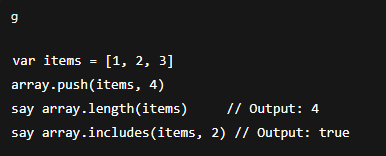 g
var items = [1, 2, 3]
array.push(items, 4)
say array.length(items)     // Output: 4
say array.includes(items, 2) // Output: true